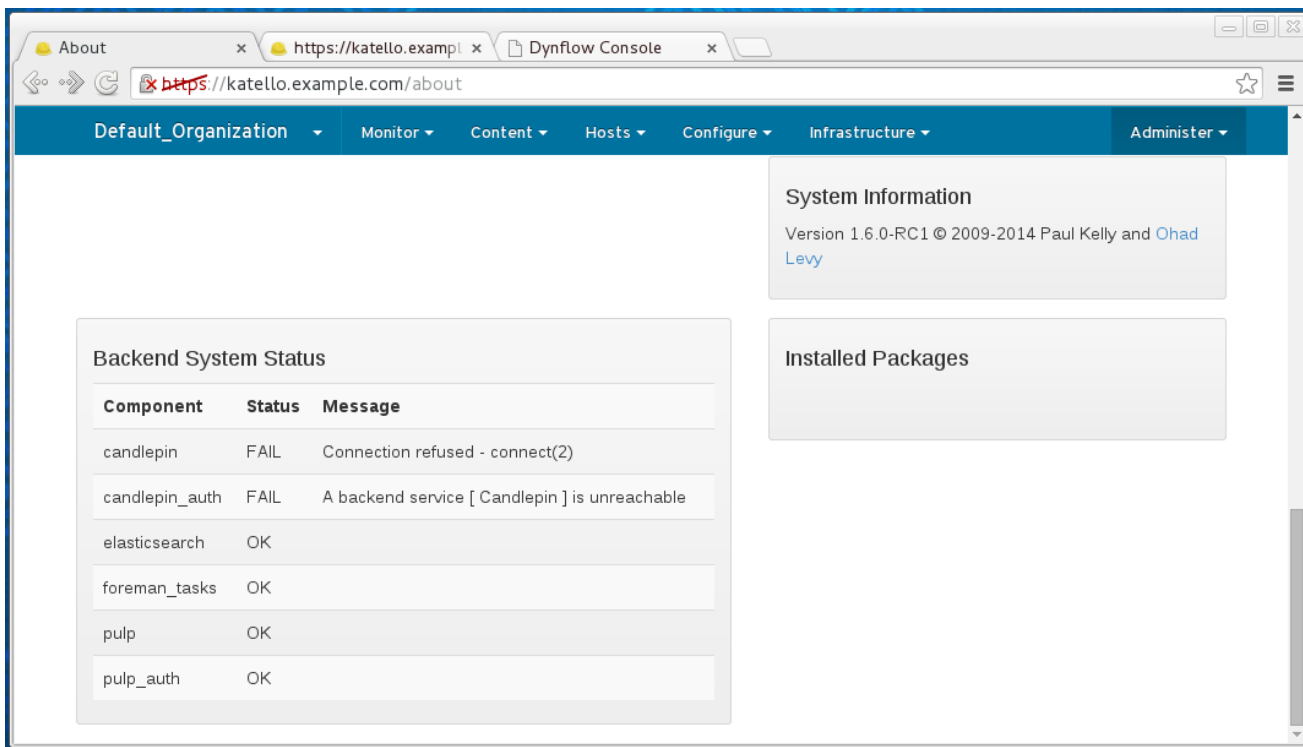 About
https://katello.exampl
Dynflow Console
https://katello.example.com/about
Default_Organization Monitor Content Hosts Configure Infrastructure Administer
System Information
Version 1.6.0-RC1 © 2009-2014 Paul Kelly and Ohad
Levy
Backend System Status
Component Status Message
candlepin FAIL Connection refused - connect(2)
candlepin_auth FAIL A backend service [ Candlepin ] is unreachable
elasticsearch OK
foreman_tasks OK
pulp OK
pulp_auth OK
Installed Packages